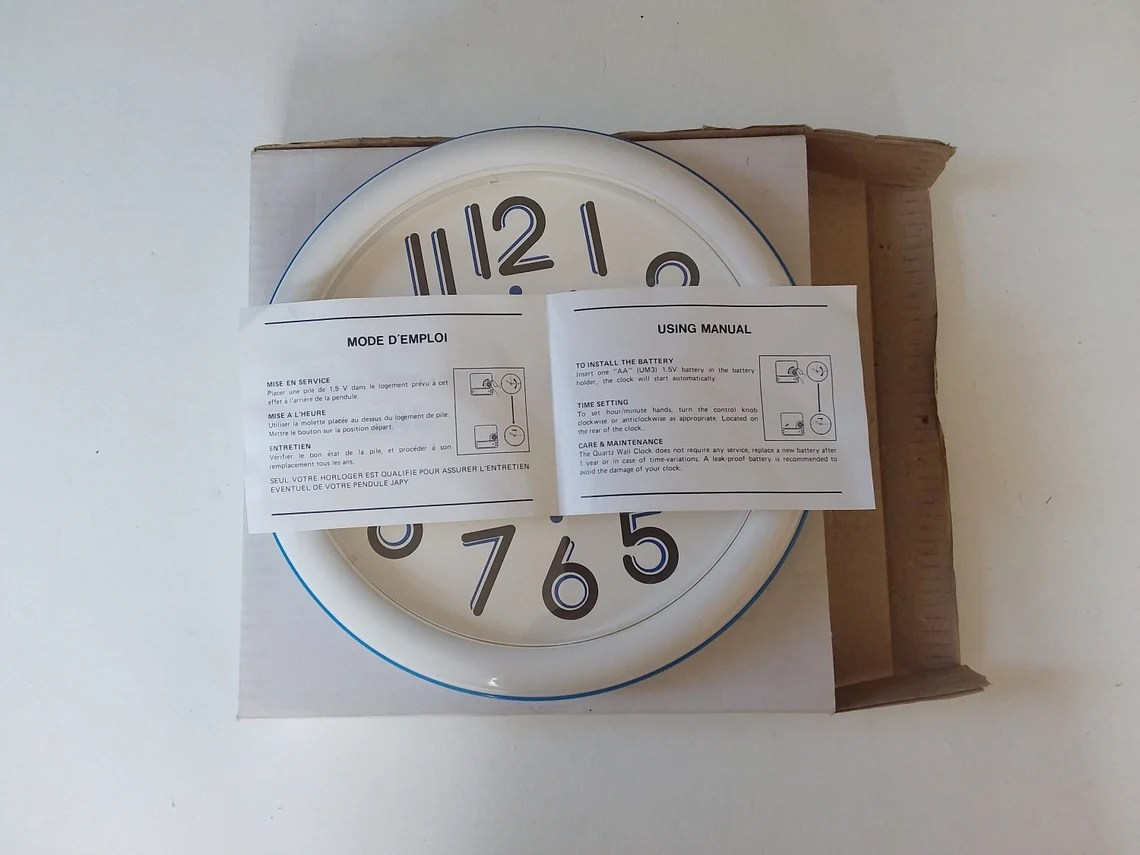 12
1
11
2
MODE D'EMPLOI
MISE EN SERVICE
Placer une pile de 1,5 V dans le logement prévu à cet
effet à l'arrière de la pendule.
MISE A L'HEURE
Utiliser la molette placée au dessus du logement de pile.
Mettre le bouton sur la position départ.
ENTRETIEN
Vérifier le bon état de la pile, et procéder à son
remplacement tous les ans.
SEUL VOTRE HORLOGER EST QUALIFIE POUR ASSURER L'ENTRETIEN
EVENTUEL DE VOTRE PENDULE JAPY.
USING MANUAL
TO INSTALL THE BATTERY
Insert one "AA" (UM3) 1.5V battery in the battery
holder, the clock will start automatically.
TIME SETTING
To set hour/minute hands, turn the control knob
clockwise or anticlockwise as appropriate. Located on
the rear of the clock.
CARE & MAINTENANCE
The Quartz Wall Clock does not require any service, replace a new battery after
1 year or in case of time-variations. A leak-proof battery is recommended to
avoid the damage of your clock.
8
7
6
5